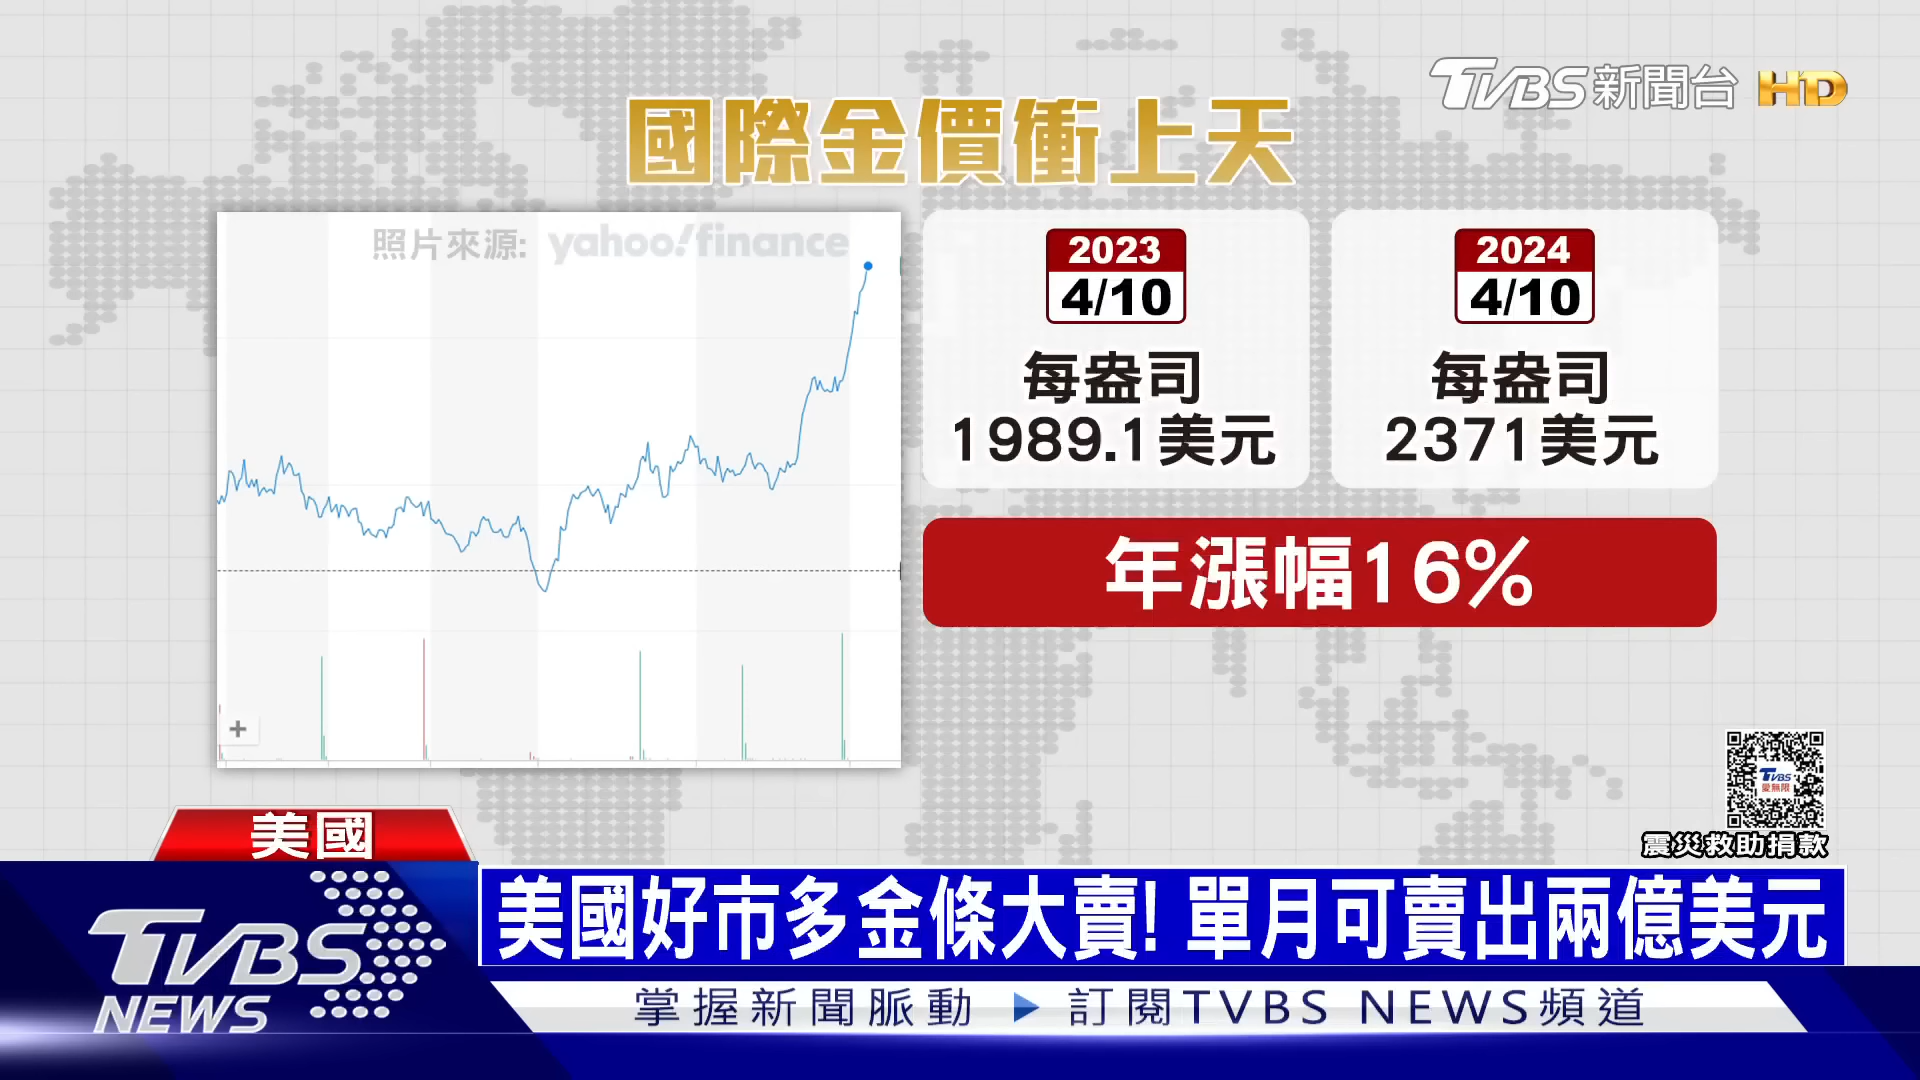 TVBS新聞台 HD
國際金價衝上天
照片來源: yahoo!finance
2023
4/10
每盎司
1989.1美元
2024
4/10
每盎司
2371美元
年漲幅16%
+
TVBS
愛無限
震災救助捐款
美國
美國好市多金條大賣! 單月可賣出兩億美元
TVBS
NEWS
掌握新聞脈動 ▶ 訂閱TVBS NEWS頻道